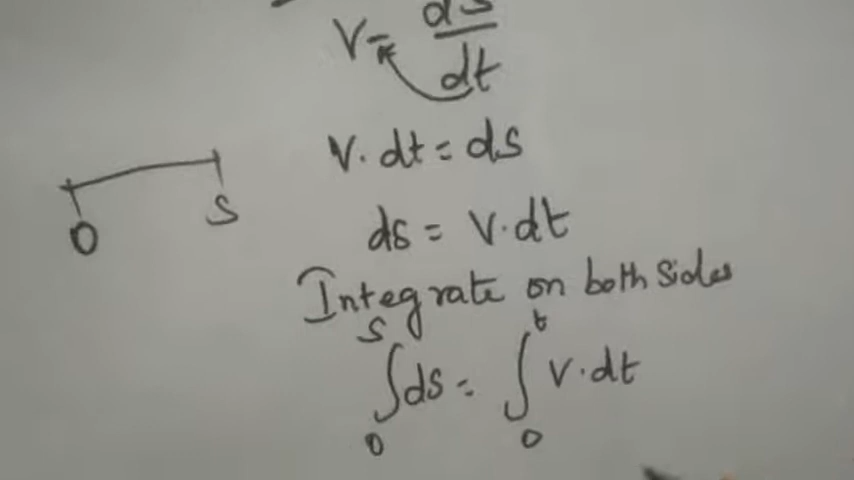 V = ds/dt
V. dt = ds
0 S
ds = V.dt
Integrate on both sides
∫₀ˢ ds = ∫₀ᵗ V.dt